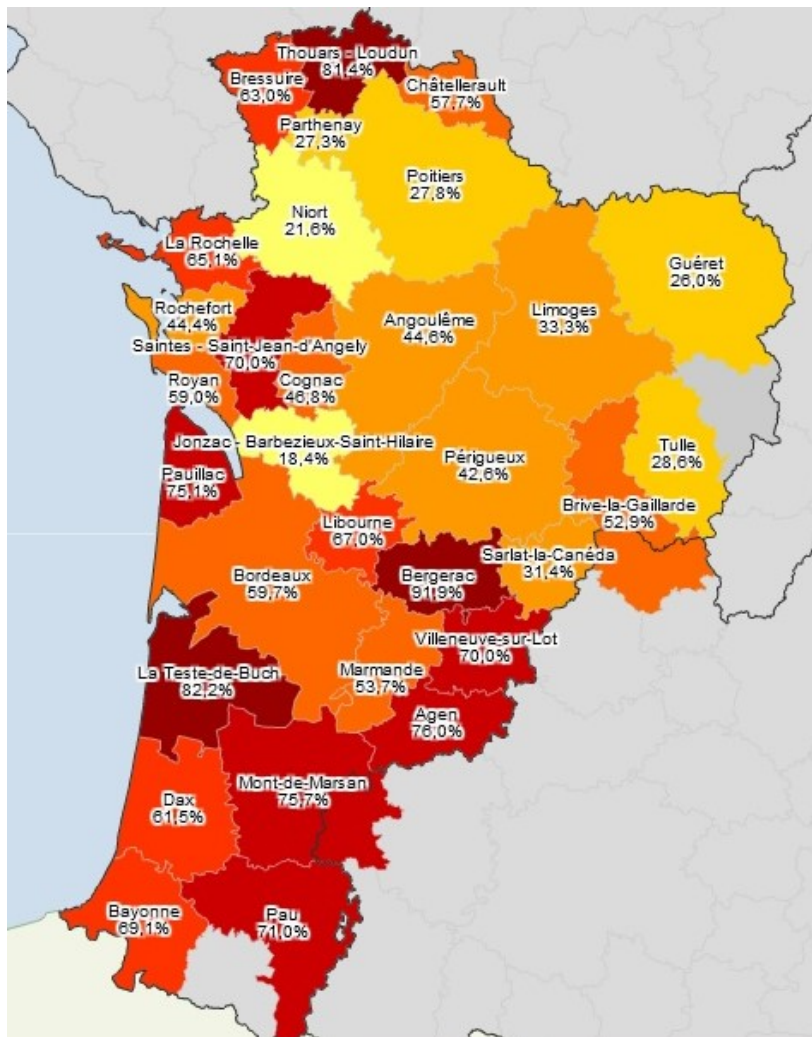 Thouars - Loudun
81,4%
Bressuire
63,0%
Châtellerault
57,7%
Parthenay
27,3%
Poitiers
27,8%
Niort
21,6%
La Rochelle
65,1%
Guéret
26,0%
Rochefort
44,4%
Angoulême
44,6%
Limoges
33,3%
Saintes - Saint-Jean-d'Angely
70,0%
Royan
59,0%
Cognac
46,8%
Jonzac - Barbezieux-Saint-Hilaire
18,4%
Pauillac
75,1%
Périgueux
42,6%
Tulle
28,6%
Brive-la-Gaillarde
52,9%
Libourne
67,0%
Bordeaux
59,7%
Bergerac
91,9%
Sarlat-la-Canéda
31,4%
Villeneuve-sur-Lot
70,0%
La Teste-de-Buch
82,2%
Marmande
53,7%
Agen
76,0%
Mont-de-Marsan
75,7%
Dax
61,5%
Bayonne
69,1%
Pau
71,0%